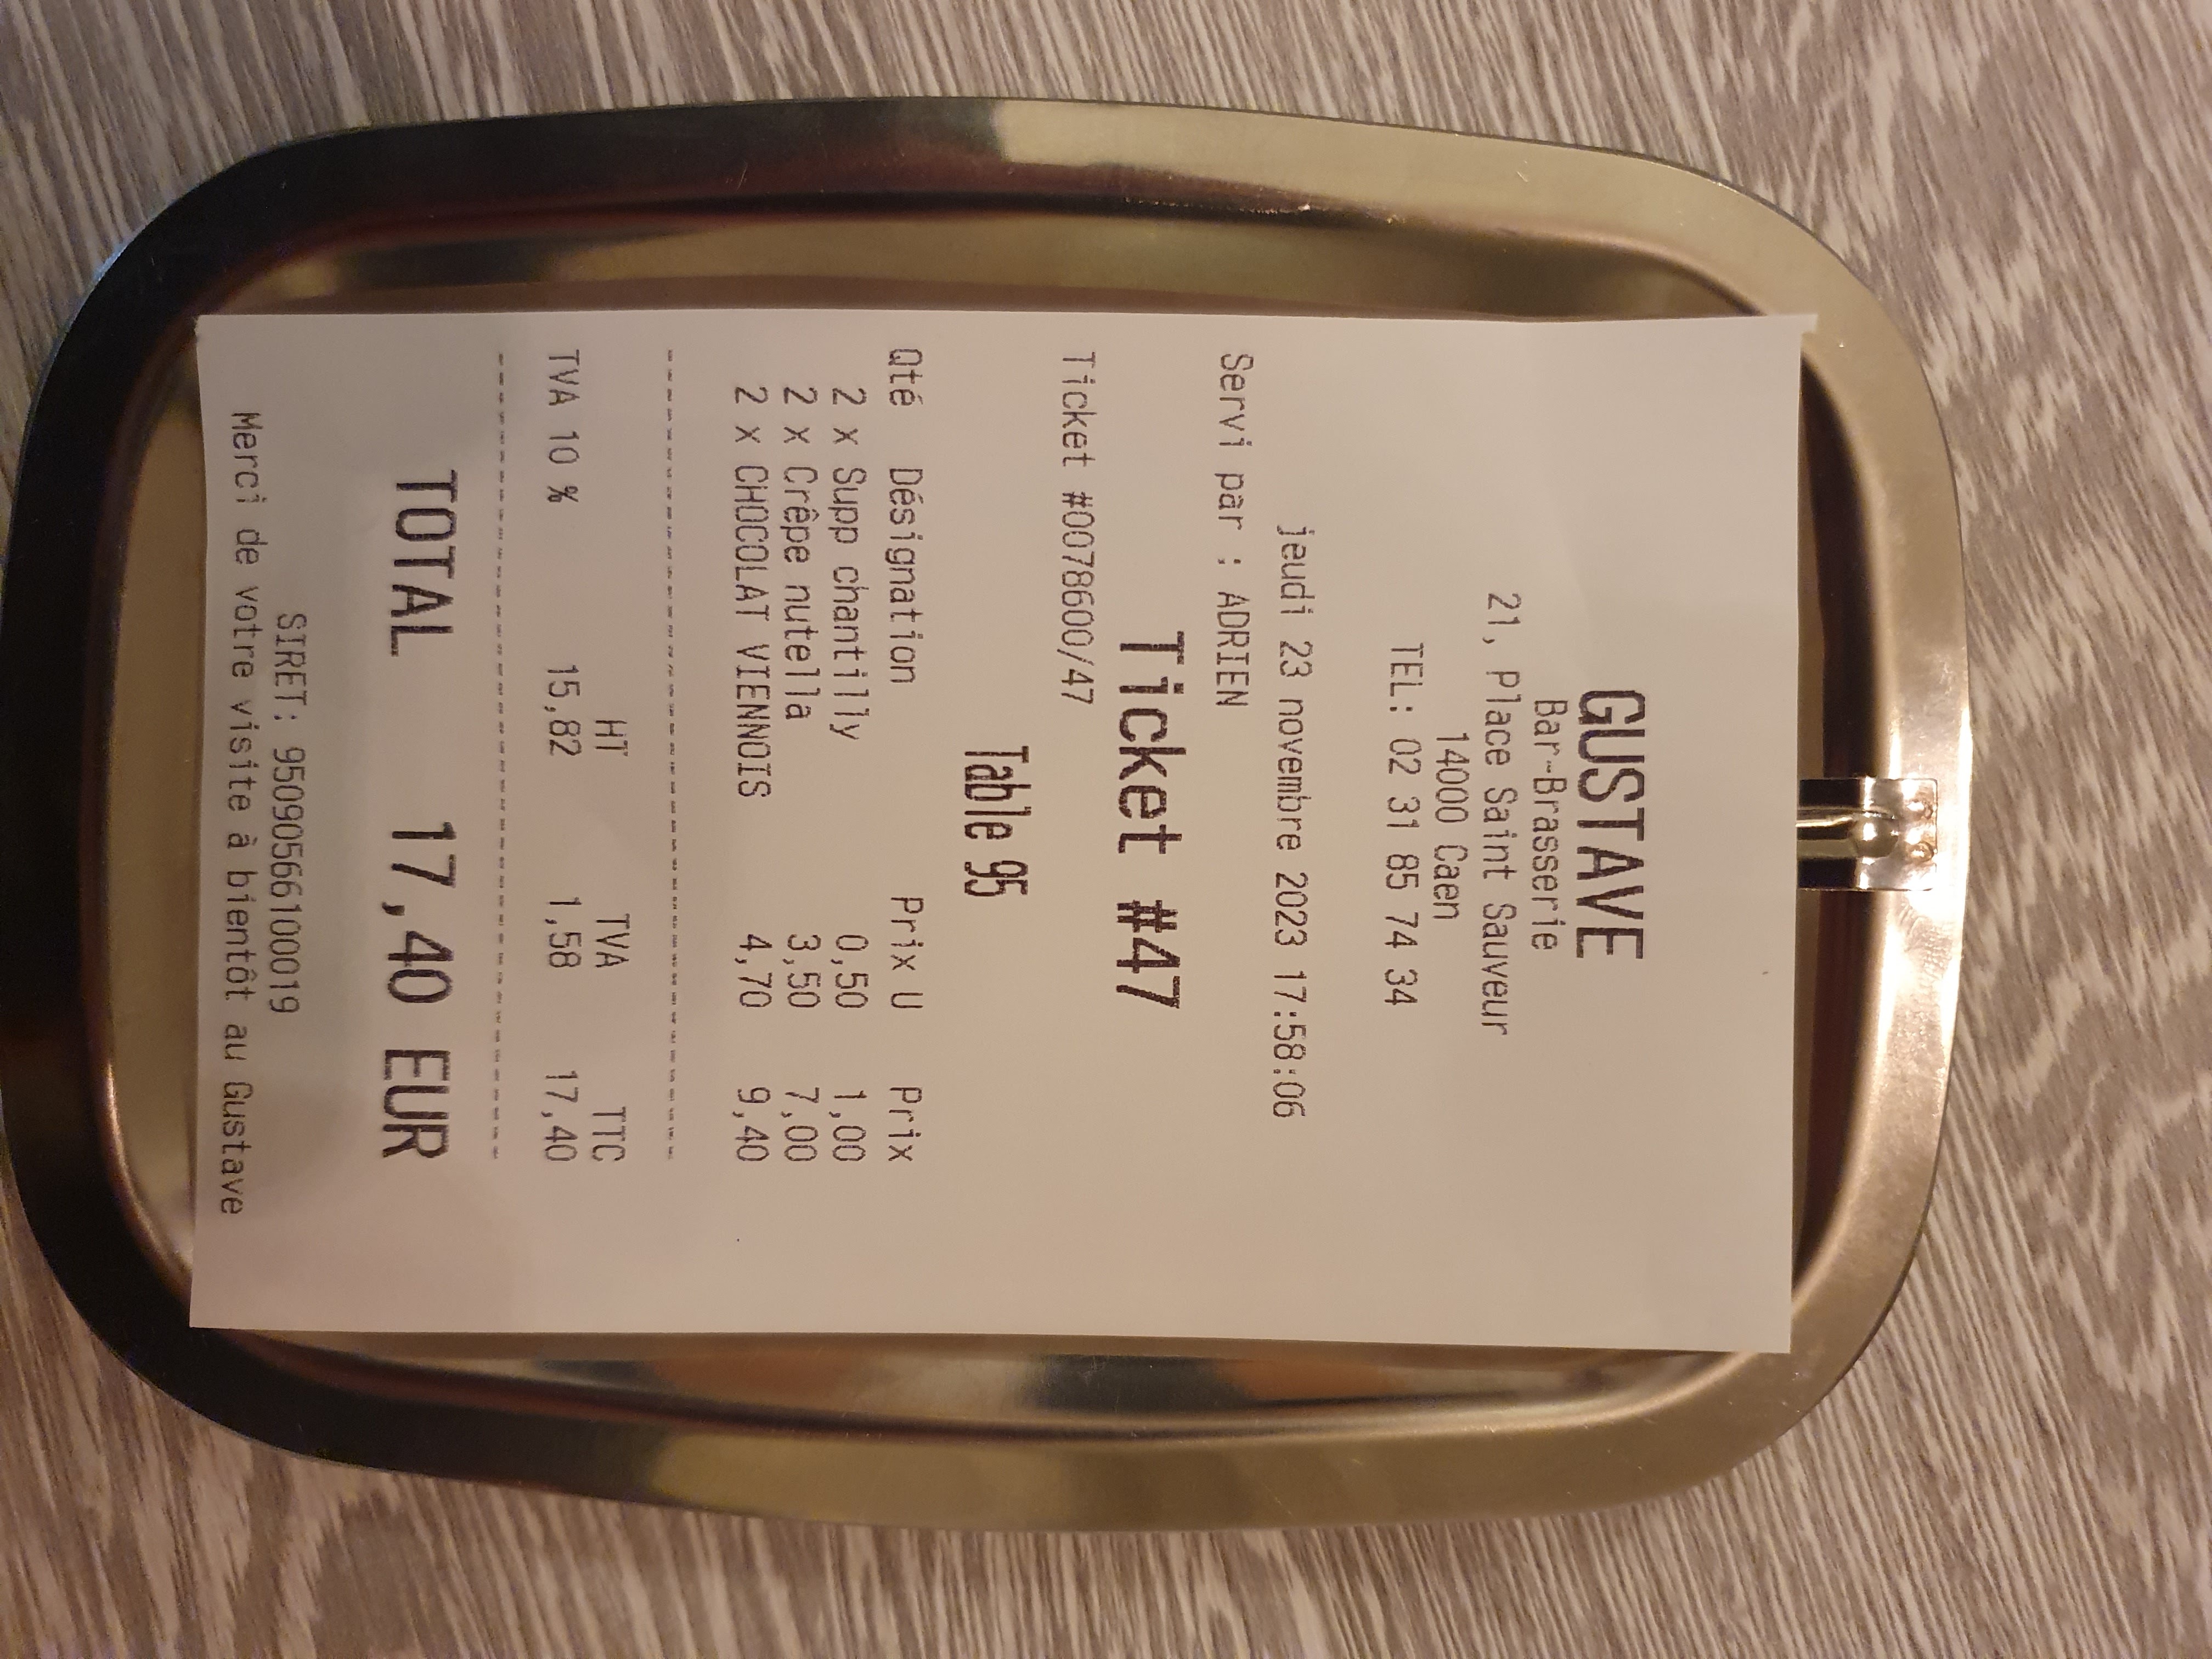 GUSTAVE
Bar-Brasserie
21, Place Saint Sauveur
14000 Caen
TEL: 02 31 85 74 34
jeudi 23 novembre 2023 17:58:06
Servi par : ADRIEN
Ticket #47
Ticket #0078600/47
Table 95
Qté Désignation Prix U Prix
2 x Supp chantilly 0,50 1,00
2 x Crêpe nutella 3,50 7,00
2 x CHOCOLAT VIENNOIS 4,70 9,40
HT TVA TTC
TVA 10 % 15,82 1,58 17,40
TOTAL 17,40 EUR
SIRET: 95090566100019
Merci de votre visite à bientôt au Gustave